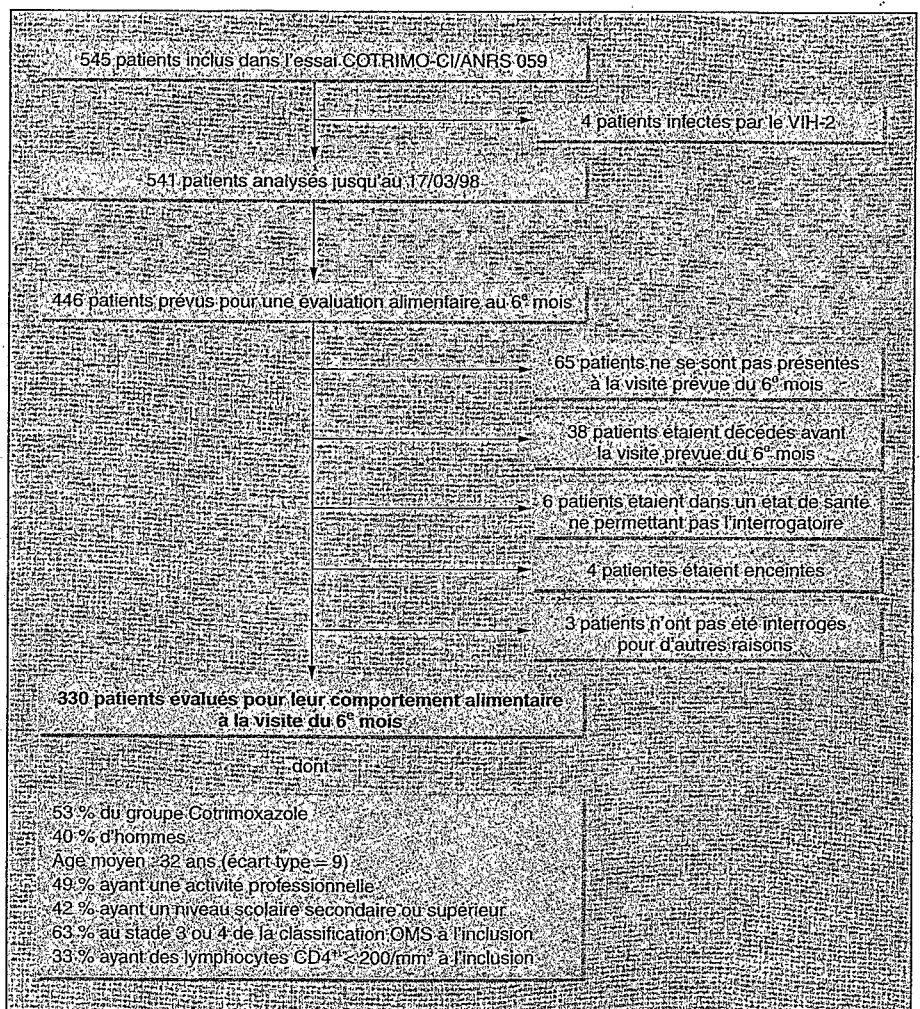 545 patients inclus dans l'essai COTRIMO-CI/ANRS 059
4 patients infectés par le VIH-2
541 patients analysés jusqu'au 17/03/98
446 patients prévus pour une évaluation alimentaire au 6e mois
65 patients ne se sont pas présentés
à la visite prévue du 6e mois
38 patients étaient décédés avant
la visite prévue du 6e mois
6 patients étaient dans un état de santé
ne permettant pas l'interrogatoire
4 patientes étaient enceintes
3 patients n'ont pas été interrogés
pour d'autres raisons
330 patients évalués pour leur comportement alimentaire
à la visite du 6e mois
dont
53 % du groupe Cotrimoxazole
40 % d'hommes
Age moyen : 32 ans (écart type = 9)
49 % ayant une activité professionnelle
42 % ayant un niveau scolaire secondaire ou supérieur
63 % au stade 3 ou 4 de la classification OMS à l'inclusion
33 % ayant des lymphocytes CD4+ < 200/mm³ à l'inclusion